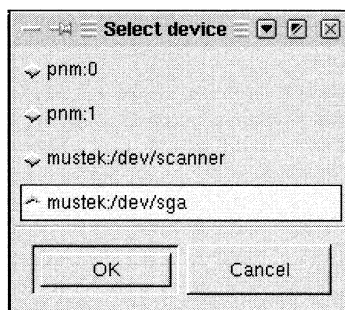 Select device
pnm:0
pnm:1
mustek:/dev/scanner
mustek:/dev/sga
OK
Cancel